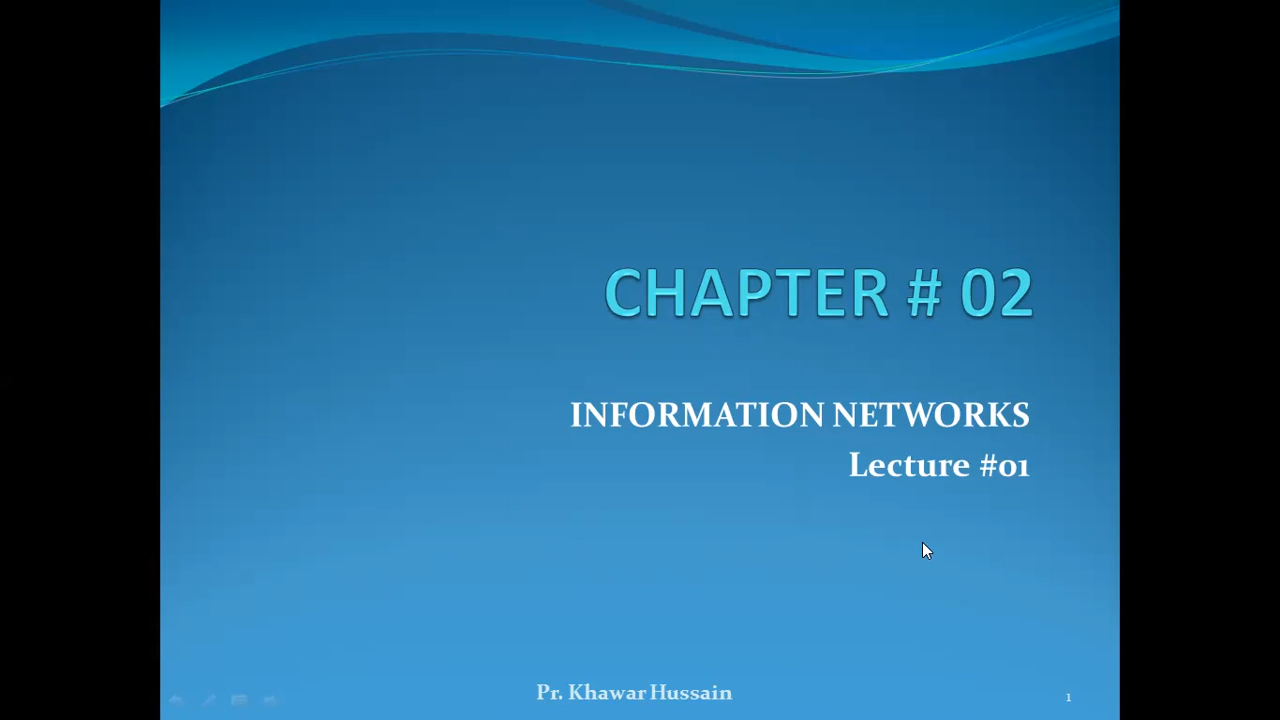 CHAPTER # 02
INFORMATION NETWORKS
Lecture #01
Pr. Khawar Hussain
1